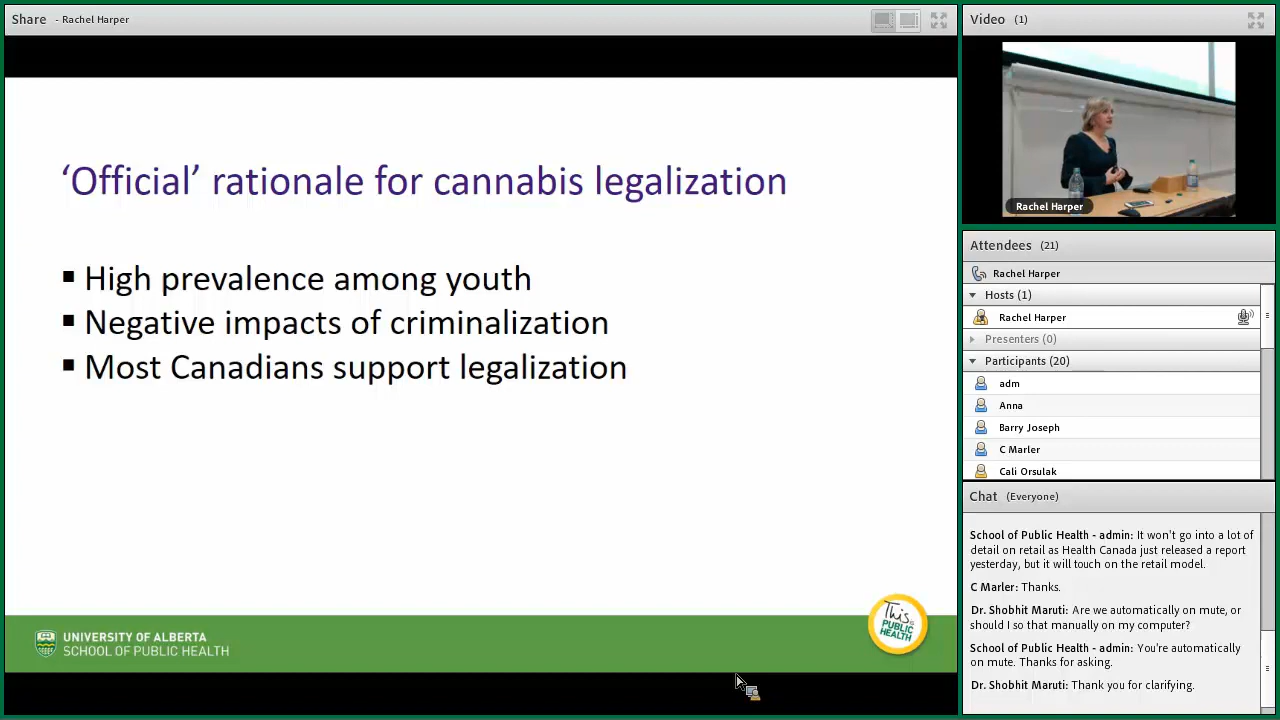 Share - Rachel Harper
‘Official’ rationale for cannabis legalization
▪ High prevalence among youth
▪ Negative impacts of criminalization
▪ Most Canadians support legalization
UNIVERSITY OF ALBERTA
SCHOOL OF PUBLIC HEALTH
This is
PUBLIC
HEALTH
Video (1)
Rachel Harper
Attendees (21)
Rachel Harper
Hosts (1)
Rachel Harper
Presenters (0)
Participants (20)
adm
Anna
Barry Joseph
C Marler
Cali Orsulak
Chat (Everyone)
School of Public Health - admin: It won't go into a lot of
detail on retail as Health Canada just released a report
yesterday, but it will touch on the retail model.
C Marler: Thanks.
Dr. Shobhit Maruti: Are we automatically on mute, or
should I so that manually on my computer?
School of Public Health - admin: You're automatically
on mute. Thanks for asking.
Dr. Shobhit Maruti: Thank you for clarifying.